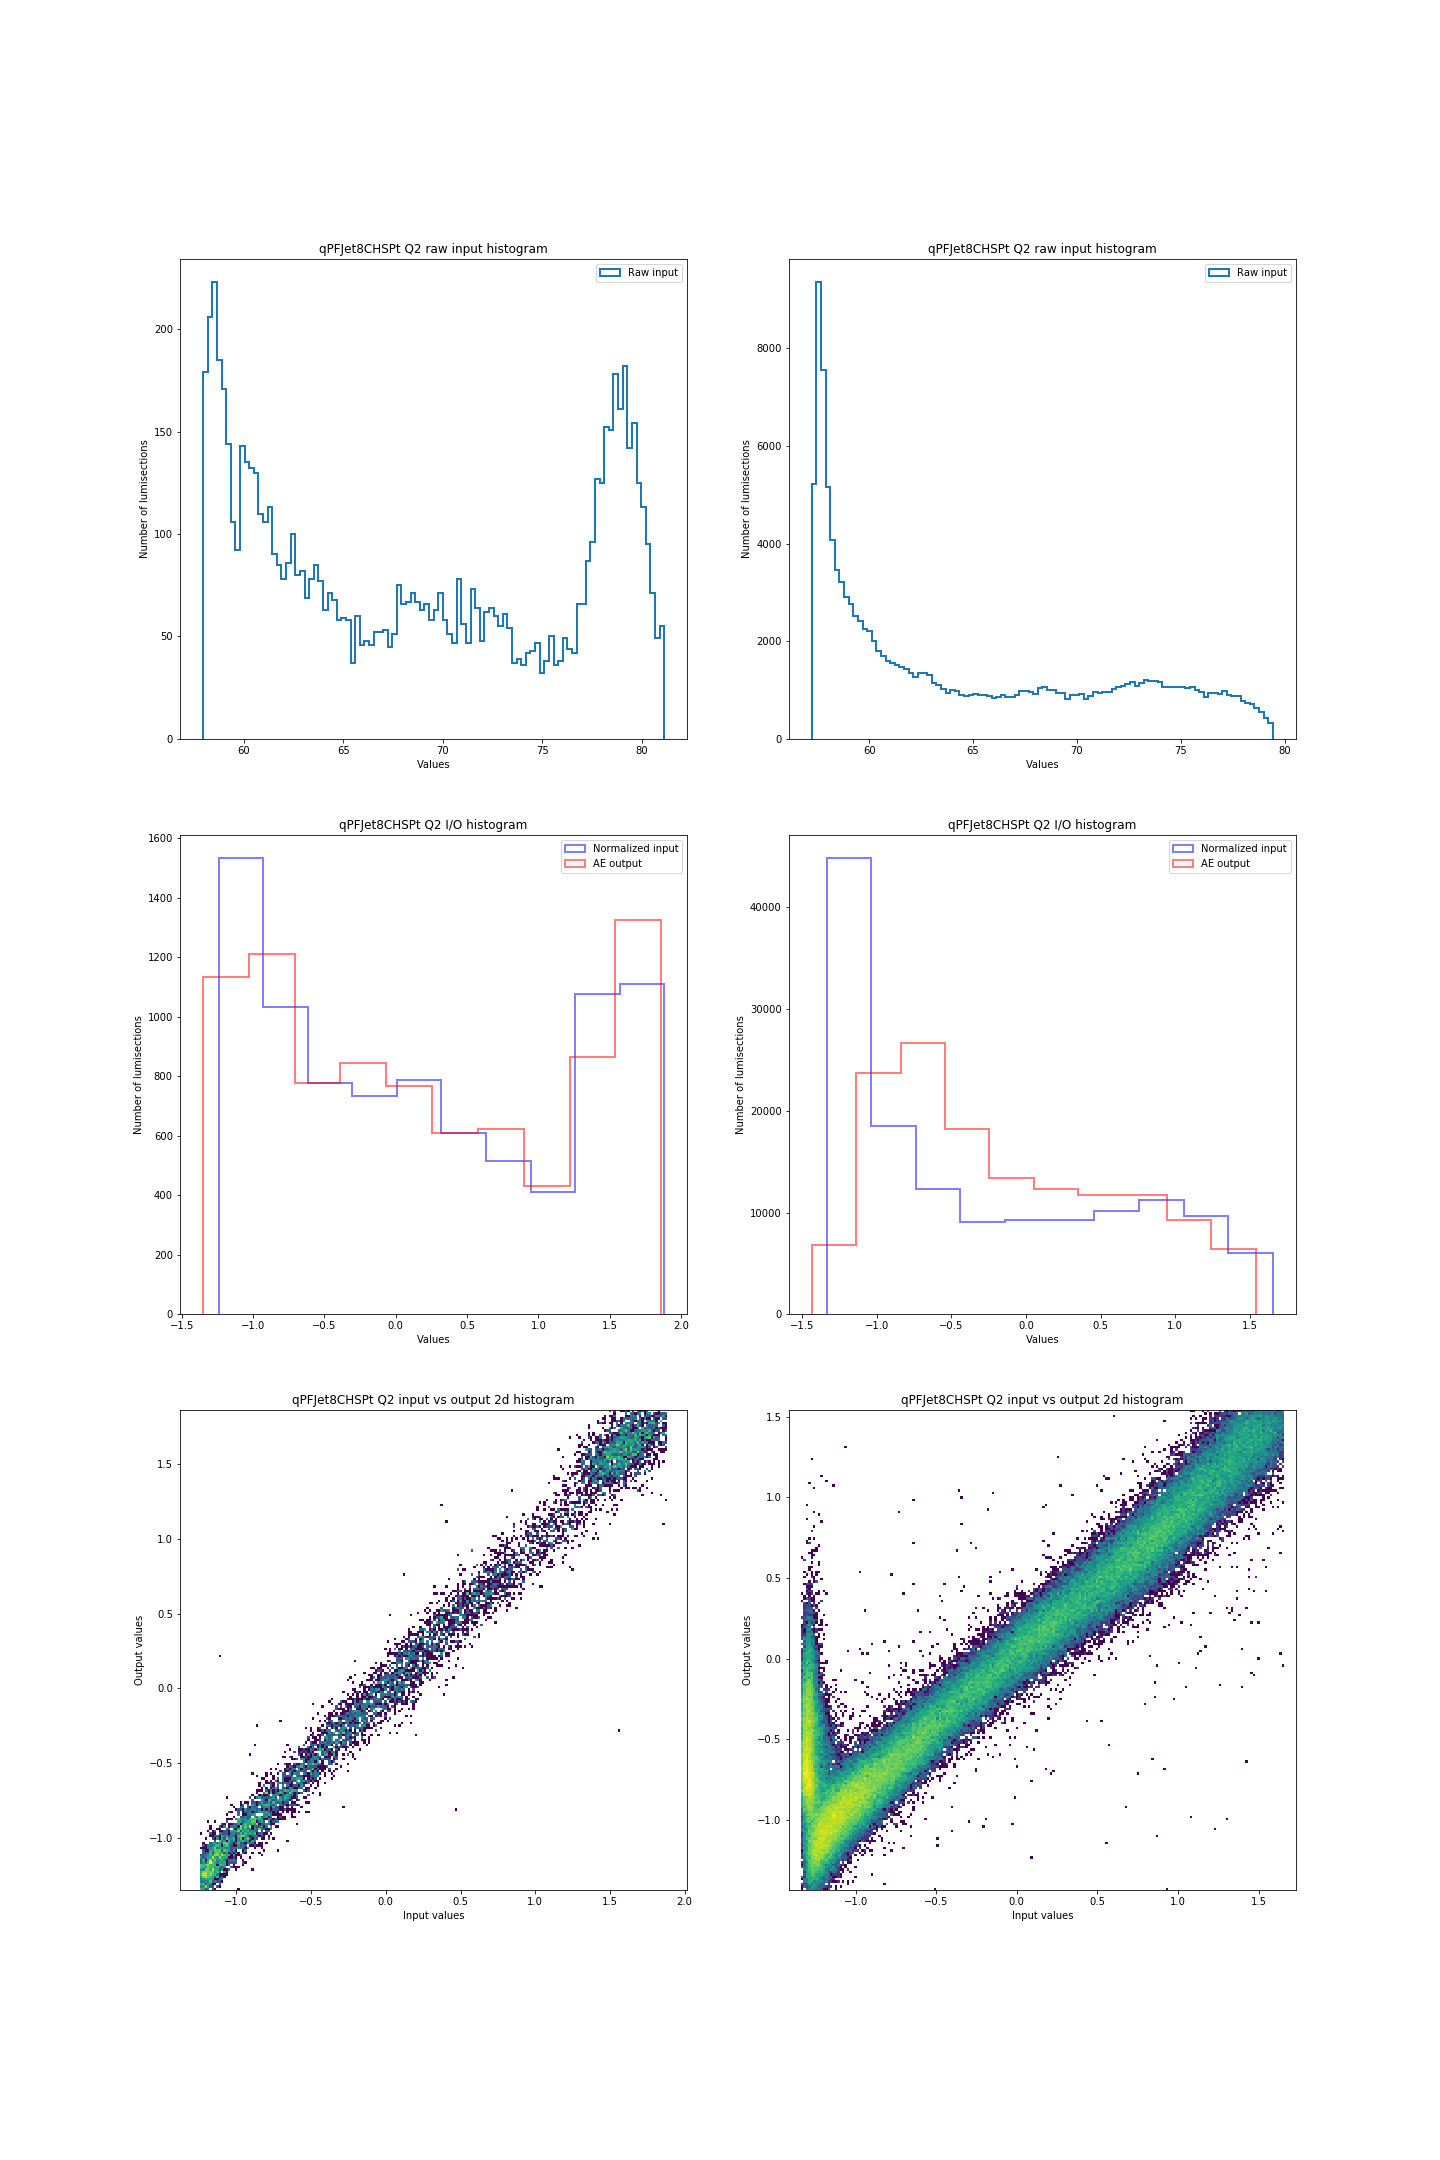 qPFJet8CHSPt Q2 raw input histogram
Raw input
Number of lumisections
200
150
100
50
0
60 65 70 75 80
Values
qPFJet8CHSPt Q2 raw input histogram
Raw input
Number of lumisections
8000
6000
4000
2000
0
60 65 70 75 80
Values
qPFJet8CHSPt Q2 I/O histogram
Normalized input
AE output
Number of lumisections
1600
1400
1200
1000
800
600
400
200
0
−1.5 −1.0 −0.5 0.0 0.5 1.0 1.5 2.0
Values
qPFJet8CHSPt Q2 I/O histogram
Normalized input
AE output
Number of lumisections
40000
30000
20000
10000
0
−1.5 −1.0 −0.5 0.0 0.5 1.0 1.5
Values
qPFJet8CHSPt Q2 input vs output 2d histogram
Output values
1.5
1.0
0.5
0.0
−0.5
−1.0
−1.0 −0.5 0.0 0.5 1.0 1.5 2.0
Input values
qPFJet8CHSPt Q2 input vs output 2d histogram
Output values
1.5
1.0
0.5
0.0
−0.5
−1.0
−1.0 −0.5 0.0 0.5 1.0 1.5
Input values